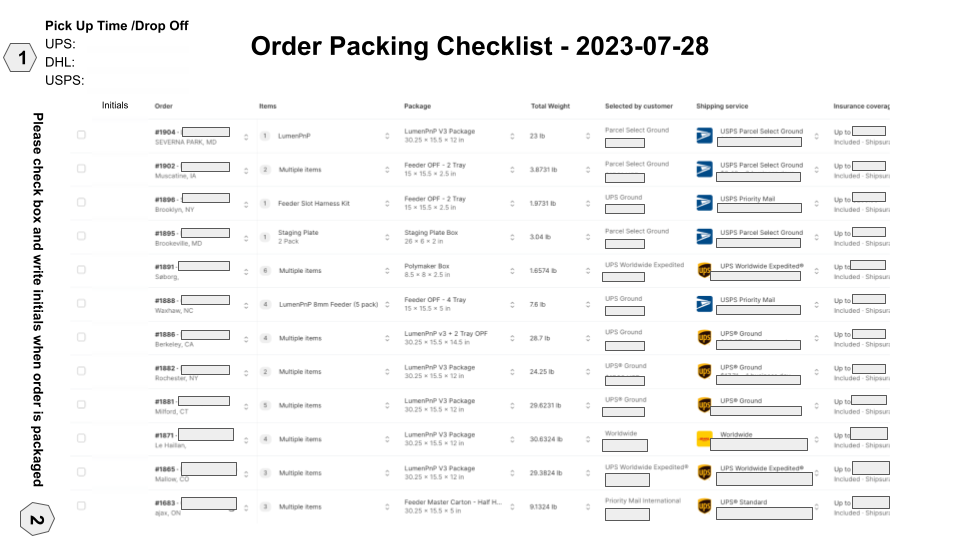 Pick Up Time /Drop Off
UPS:
DHL:
USPS:
1
Order Packing Checklist - 2023-07-28
Please check box and write initials when order is packaged
2
Initials Order Items Package Total Weight Selected by customer Shipping service Insurance coverag
#1904 · 1 LumenPnP LumenPnP V3 Package 23 lb Parcel Select Ground USPS Parcel Select Ground Up to
SEVERNA PARK, MD 30.25 × 15.5 × 12 in Included · Shipsur
#1902 · 2 Multiple items Feeder OPF - 2 Tray 3.8731 lb Parcel Select Ground USPS Parcel Select Ground Up to
Muscatine, IA 15 × 15.5 × 2.5 in Included · Shipsur
#1896 · 1 Feeder Slot Harness Kit Feeder OPF - 2 Tray 1.9731 lb UPS Ground USPS Priority Mail Up to
Brooklyn, NY 15 × 15.5 × 2.5 in Included · Shipsur
#1895 · 1 Staging Plate Staging Plate Box 3.04 lb Parcel Select Ground USPS Parcel Select Ground Up to
Brookeville, MD 2 Pack 26 × 6 × 2 in Included · Shipsur
#1891 · 6 Multiple items Polymaker Box 1.6574 lb UPS Worldwide Expedited UPS Worldwide Expedited® Up to
Søborg, 8.5 × 8 × 2.5 in Included · Shipsur
#1888 · 4 LumenPnP 8mm Feeder (5 pack) Feeder OPF - 4 Tray 7.6 lb UPS Ground USPS Priority Mail Up to
Waxhaw, NC 15 × 15.5 × 5 in Included · Shipsur
#1886 · 4 Multiple items LumenPnP v3 + 2 Tray OPF 28.7 lb UPS Ground UPS® Ground Up to
Berkeley, CA 30.25 × 15.5 × 14.5 in Included · Shipsur
#1882 · 2 Multiple items LumenPnP V3 Package 24.25 lb UPS® Ground UPS® Ground Up to
Rochester, NY 30.25 × 15.5 × 12 in Included · Shipsur
#1881 · 5 Multiple items LumenPnP V3 Package 29.6231 lb UPS® Ground UPS® Ground Up to
Milford, CT 30.25 × 15.5 × 12 in Included · Shipsur
#1871 · 4 Multiple items LumenPnP V3 Package 30.6324 lb Worldwide Worldwide Up to
Le Haillan, 30.25 × 15.5 × 12 in Included · Shipsur
#1865 · 3 Multiple items LumenPnP V3 Package 29.3824 lb UPS Worldwide Expedited® UPS Worldwide Expedited® Up to
Mallow, CO 30.25 × 15.5 × 12 in Included · Shipsur
#1683 · 3 Multiple items Feeder Master Carton - Half H... 9.1324 lb Priority Mail International UPS® Standard Up to
ajax, ON 30.25 × 15.5 × 5 in Included · Shipsur